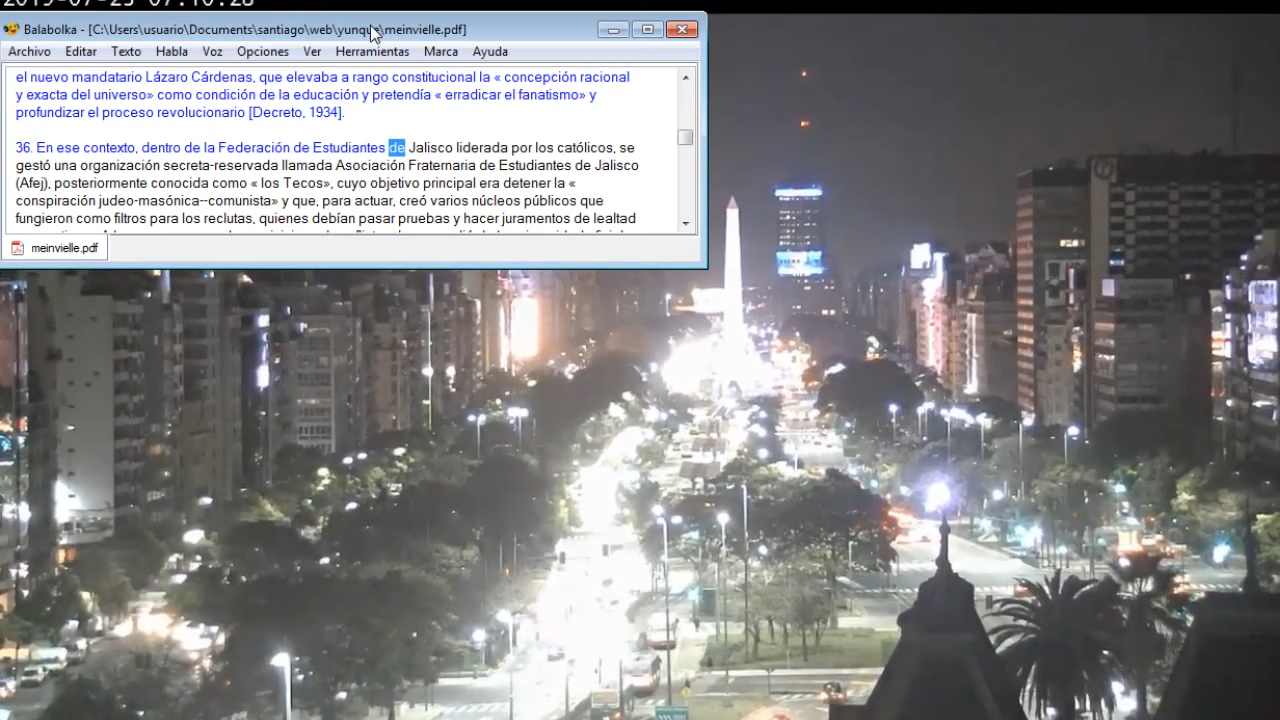 Balabolka - [C:\Users\usuario\Documents\santiago\web\yunque\meinvielle.pdf]
Archivo Editar Texto Habla Voz Opciones Ver Herramientas Marca Ayuda
el nuevo mandatario Lázaro Cárdenas, que elevaba a rango constitucional la « concepción racional
y exacta del universo» como condición de la educación y pretendía « erradicar el fanatismo» y
profundizar el proceso revolucionario [Decreto, 1934].
36. En ese contexto, dentro de la Federación de Estudiantes de Jalisco liderada por los católicos, se
gestó una organización secreta-reservada llamada Asociación Fraternaria de Estudiantes de Jalisco
(Afej), posteriormente conocida como « los Tecos», cuyo objetivo principal era detener la «
conspiración judeo-masónica--comunista» y que, para actuar, creó varios núcleos públicos que
fungieron como filtros para los reclutas, quienes debían pasar pruebas y hacer juramentos de lealtad
meinvielle.pdf